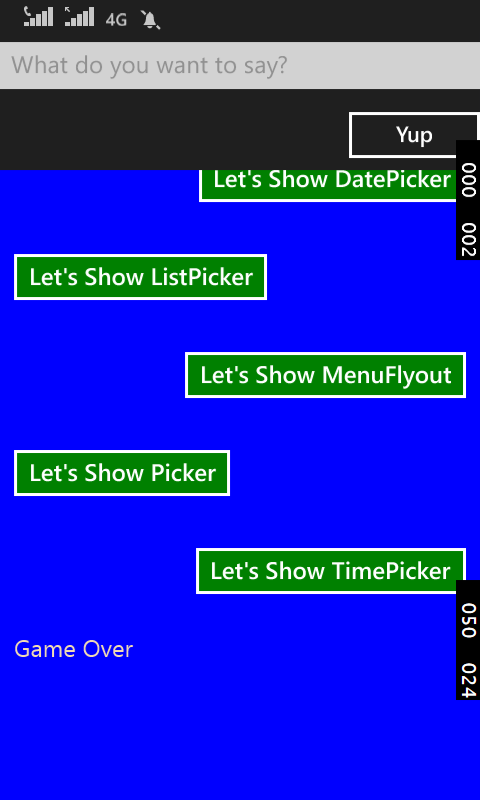 4G
What do you want to say?
Yup
Let's Show DatePicker
000 002
Let's Show ListPicker
Let's Show MenuFlyout
Let's Show Picker
Let's Show TimePicker
050 024
Game Over